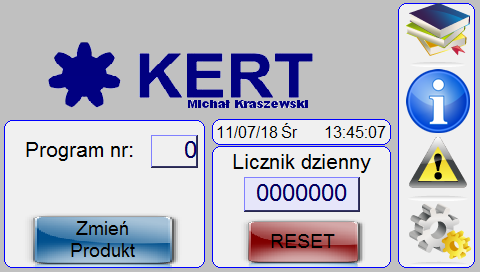 KERT
Michał Kraszewski
11/07/18 Śr 13:45:07
Program nr: 0
Licznik dzienny
0000000
Zmień
Produkt
RESET